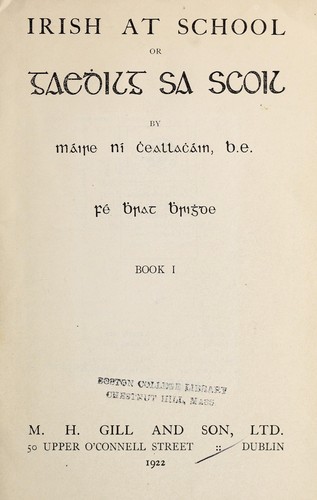 IRISH AT SCHOOL
OR
Gaeḋilg sa Scoil
BY
Máire Ní Ċeallaċáin, b.e.
Fé Ḃrat Ḃriġde
BOOK I
BOSTON COLLEGE LIBRARY
CHESTNUT HILL, MASS
M. H. GILL AND SON, LTD.
50 UPPER O'CONNELL STREET :: DUBLIN
1922